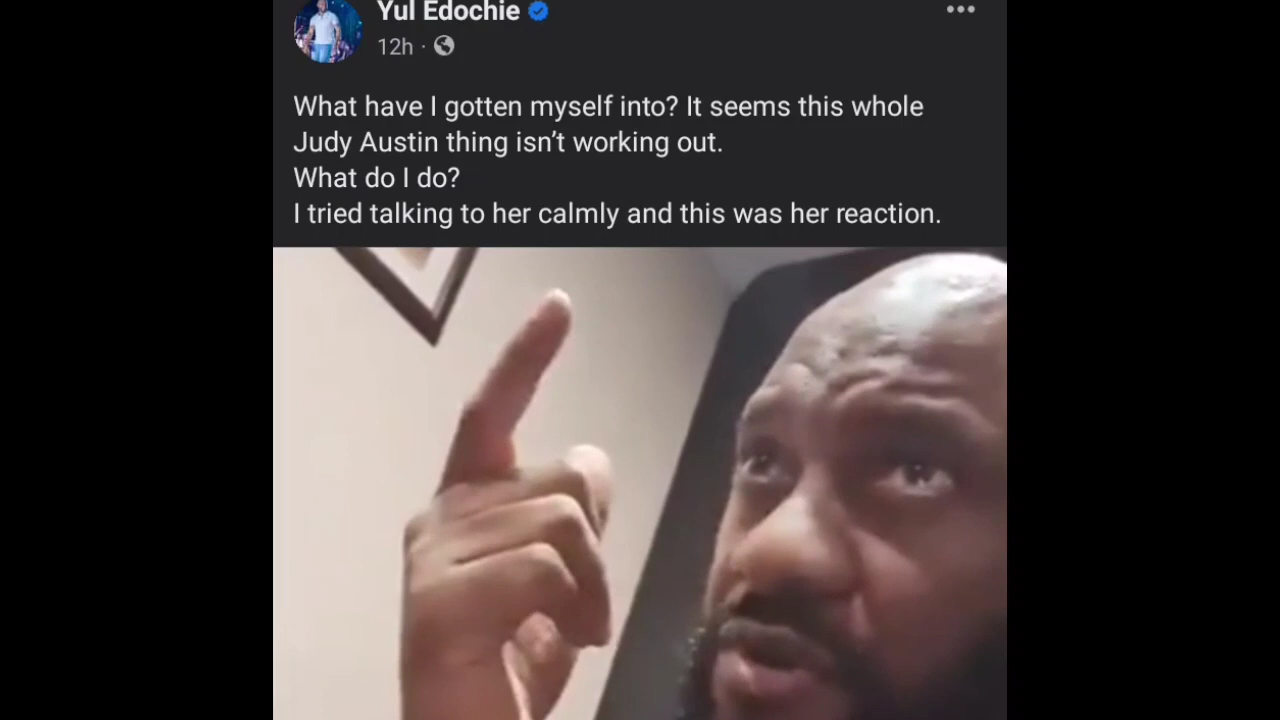 Yul Edochie
12h ·
What have I gotten myself into? It seems this whole
Judy Austin thing isn’t working out.
What do I do?
I tried talking to her calmly and this was her reaction.